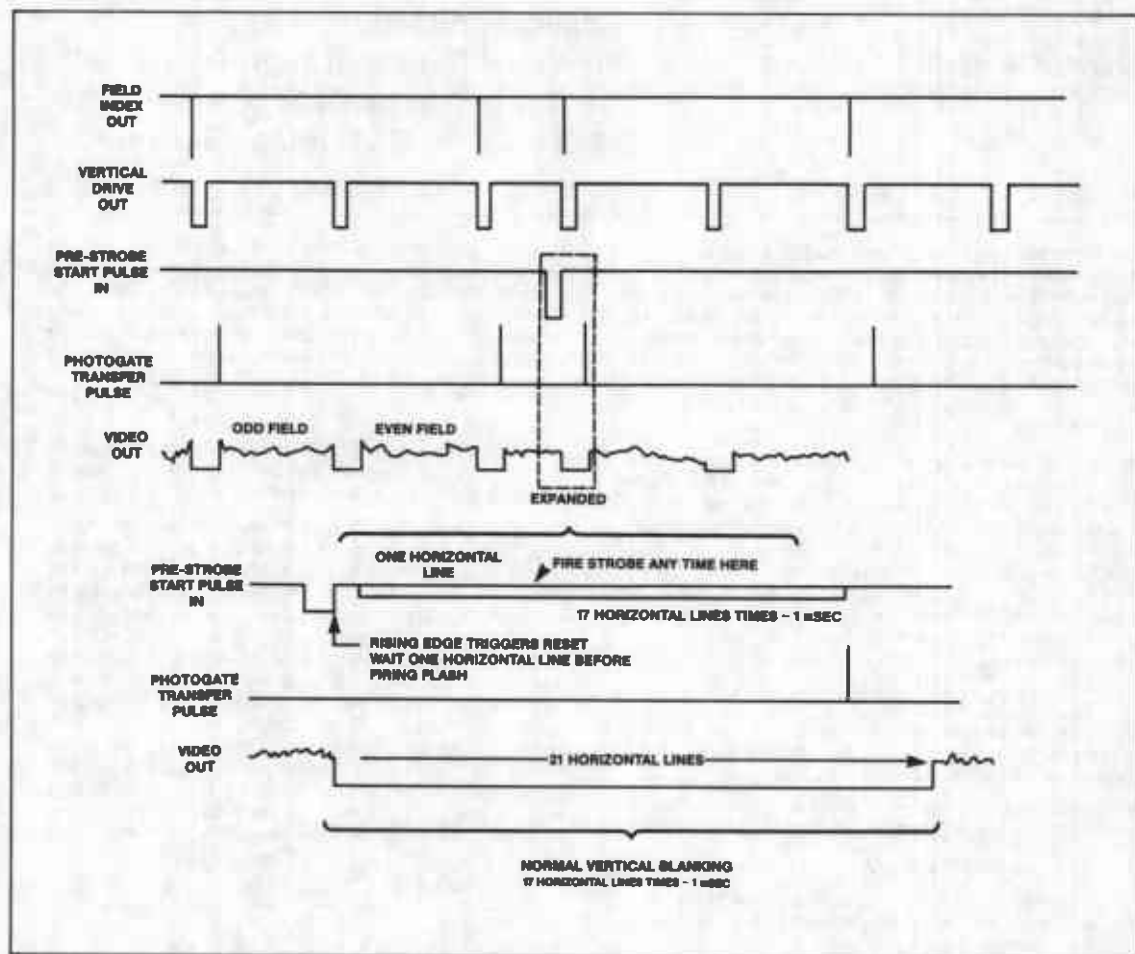 FIELD
INDEX
OUT
VERTICAL
DRIVE
OUT
PRE-STROBE
START PULSE
IN
PHOTOGATE
TRANSFER
PULSE
VIDEO
OUT
ODD FIELD
EVEN FIELD
EXPANDED
PRE-STROBE
START PULSE
IN
ONE HORIZONTAL
LINE
FIRE STROBE ANY TIME HERE
17 HORIZONTAL LINES TIMES ~ 1 mSEC
RISING EDGE TRIGGERS RESET
WAIT ONE HORIZONTAL LINE BEFORE
FIRING FLASH
PHOTOGATE
TRANSFER
PULSE
VIDEO
OUT
21 HORIZONTAL LINES
NORMAL VERTICAL BLANKING
17 HORIZONTAL LINES TIMES ~ 1 mSEC